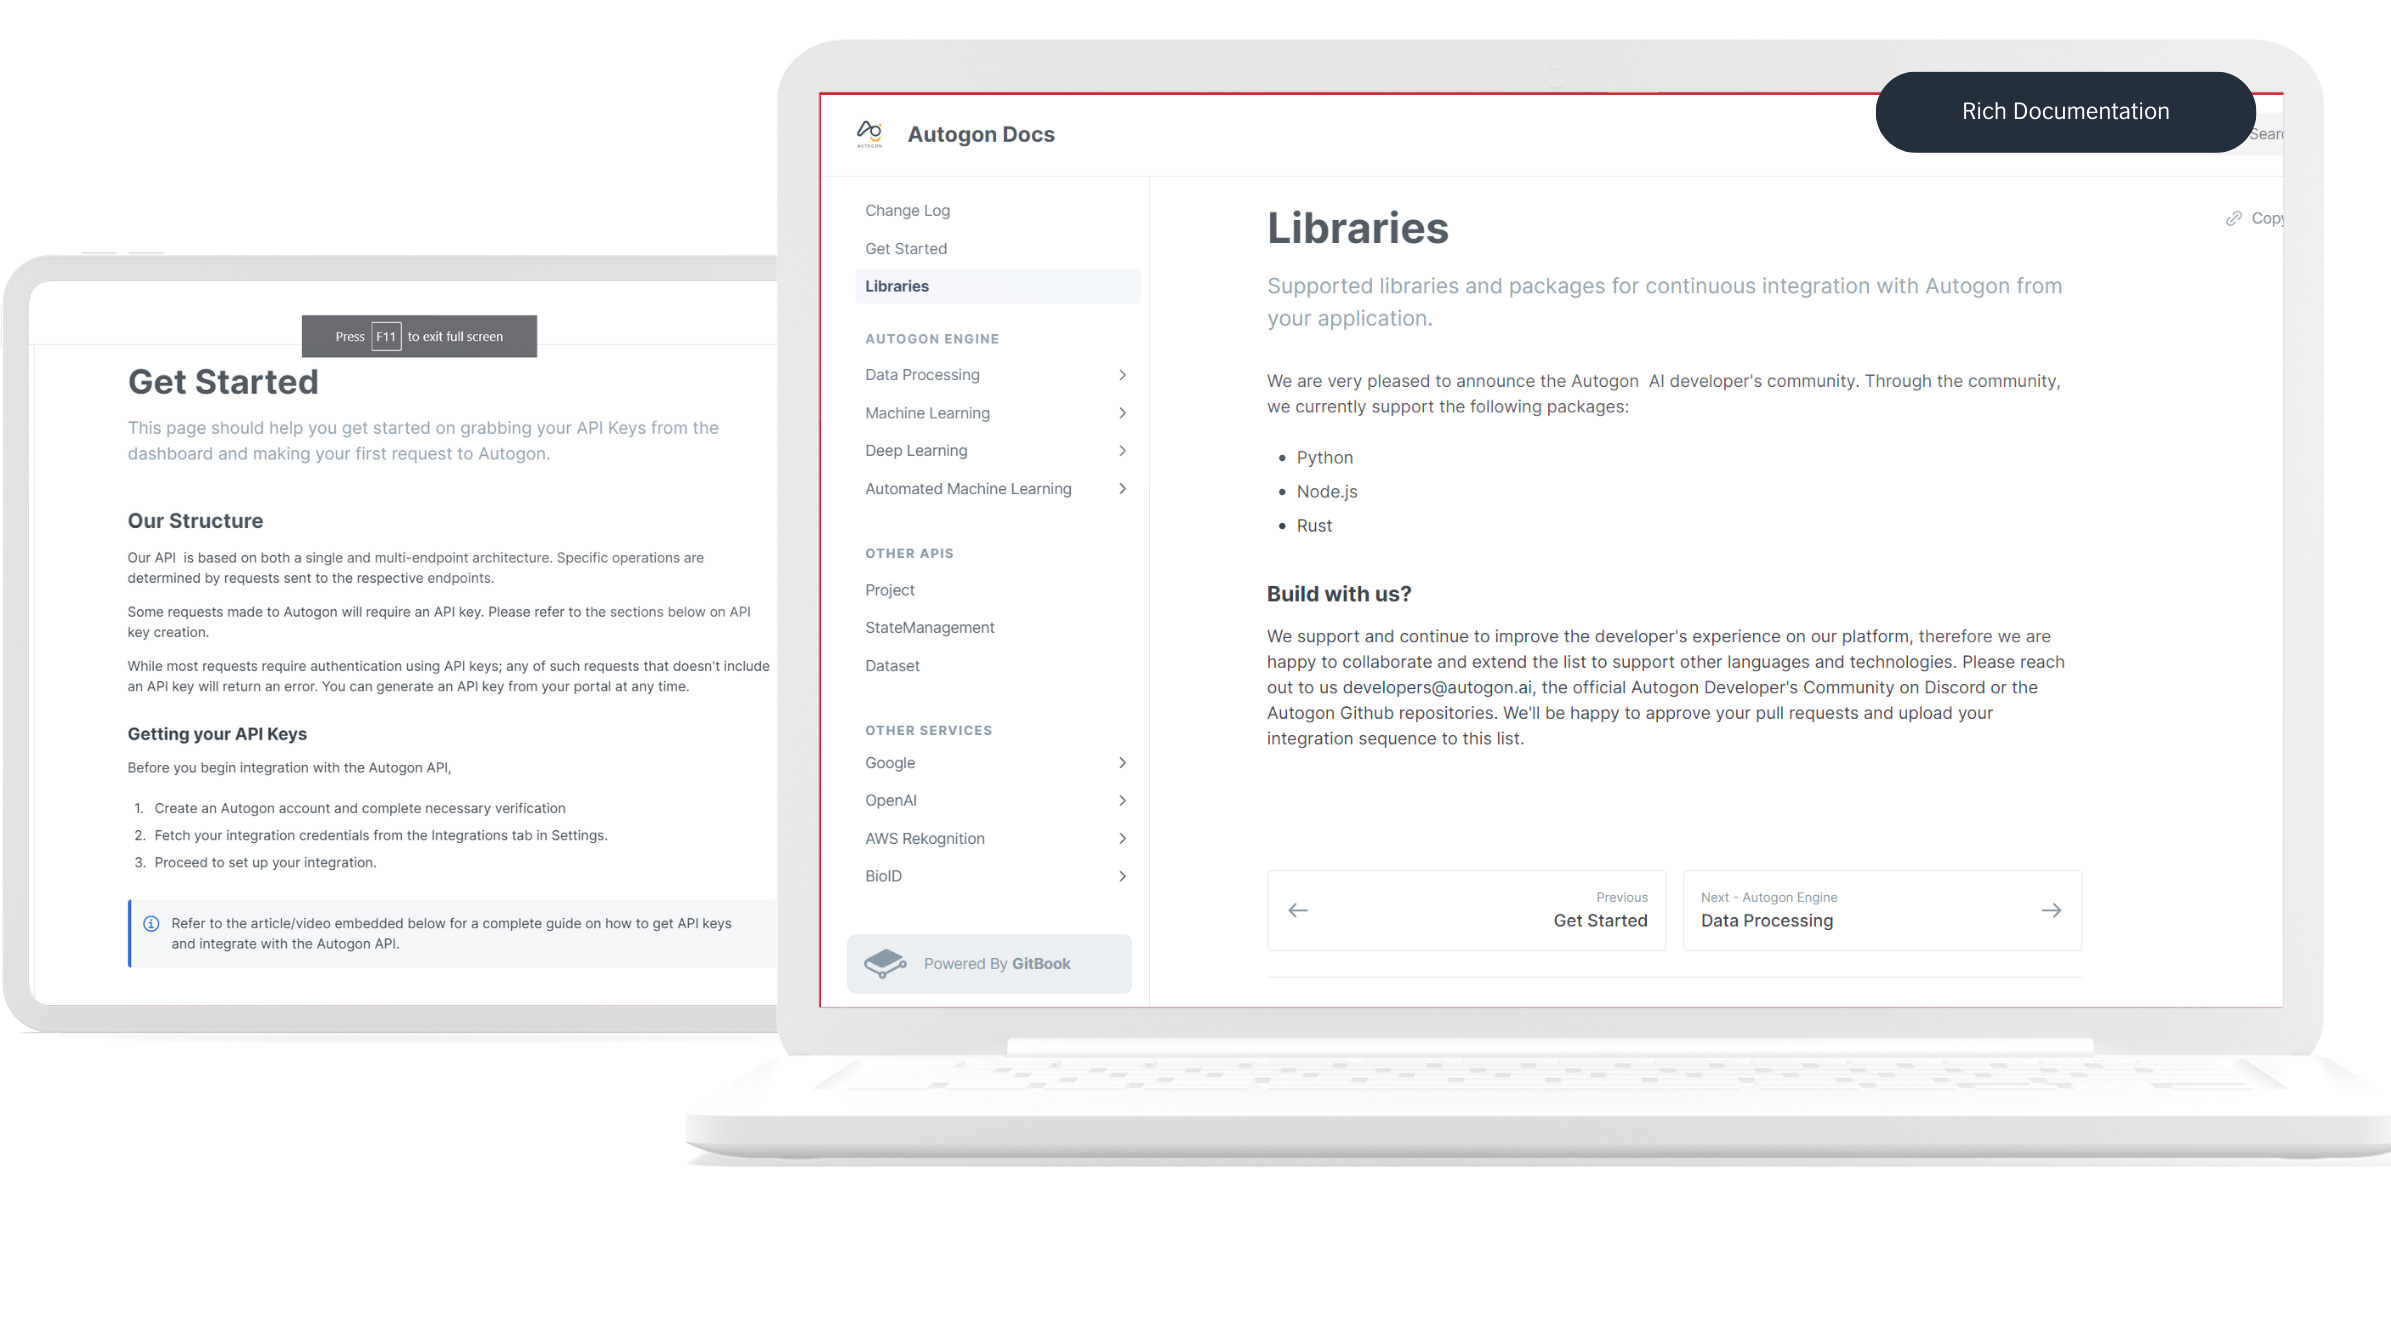 Rich Documentation
Press F11 to exit full screen
Get Started
This page should help you get started on grabbing your API Keys from the
dashboard and making your first request to Autogon.
Our Structure
Our API is based on both a single and multi-endpoint architecture. Specific operations are
determined by requests sent to the respective endpoints.
Some requests made to Autogon will require an API key. Please refer to the sections below on API
key creation.
While most requests require authentication using API keys; any of such requests that doesn't include
an API key will return an error. You can generate an API key from your portal at any time.
Getting your API Keys
Before you begin integration with the Autogon API,
1. Create an Autogon account and complete necessary verification
2. Fetch your integration credentials from the Integrations tab in Settings.
3. Proceed to set up your integration.
Refer to the article/video embedded below for a complete guide on how to get API keys
and integrate with the Autogon API.
AUTOGON
Autogon Docs
Change Log
Get Started
Libraries
AUTOGON ENGINE
Data Processing
Machine Learning
Deep Learning
Automated Machine Learning
OTHER APIS
Project
StateManagement
Dataset
OTHER SERVICES
Google
OpenAI
AWS Rekognition
BioID
Powered By GitBook
Libraries
Supported libraries and packages for continuous integration with Autogon from
your application.
We are very pleased to announce the Autogon AI developer's community. Through the community,
we currently support the following packages:
• Python
• Node.js
• Rust
Build with us?
We support and continue to improve the developer's experience on our platform, therefore we are
happy to collaborate and extend the list to support other languages and technologies. Please reach
out to us developers@autogon.ai, the official Autogon Developer's Community on Discord or the
Autogon Github repositories. We'll be happy to approve your pull requests and upload your
integration sequence to this list.
Previous
Get Started
Next - Autogon Engine
Data Processing